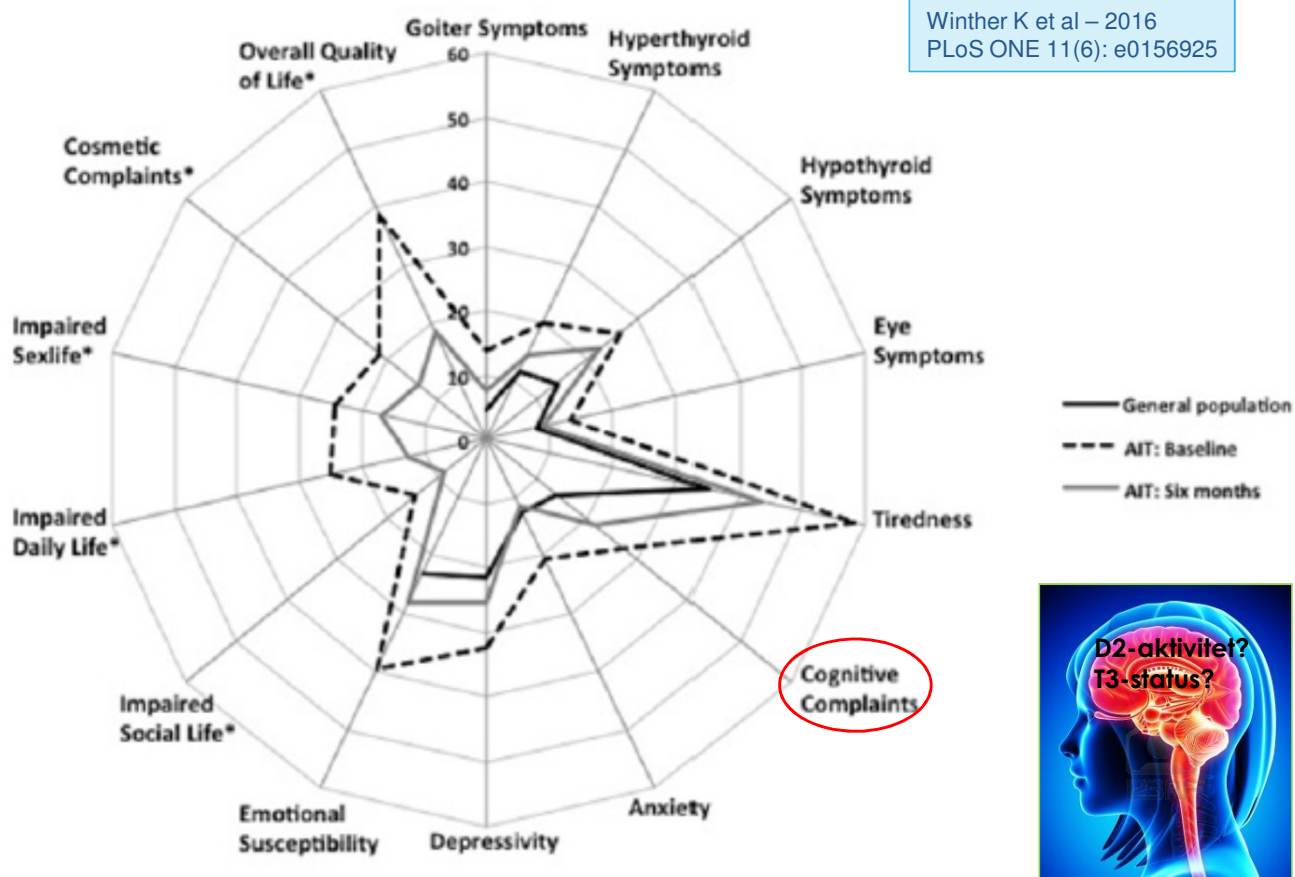 Winther K et al – 2016
PLoS ONE 11(6): e0156925
Goiter Symptoms
Hyperthyroid
Symptoms
Hypothyroid
Symptoms
Eye
Symptoms
Tiredness
Cognitive
Complaints
Anxiety
Depressivity
Emotional
Susceptibility
Impaired
Social Life*
Impaired
Daily Life*
Impaired
Sexlife*
Cosmetic
Complaints*
Overall Quality
of Life*
60
50
40
30
20
10
0
General population
AIT: Baseline
AIT: Six months
D2-aktivitet?
T3-status?